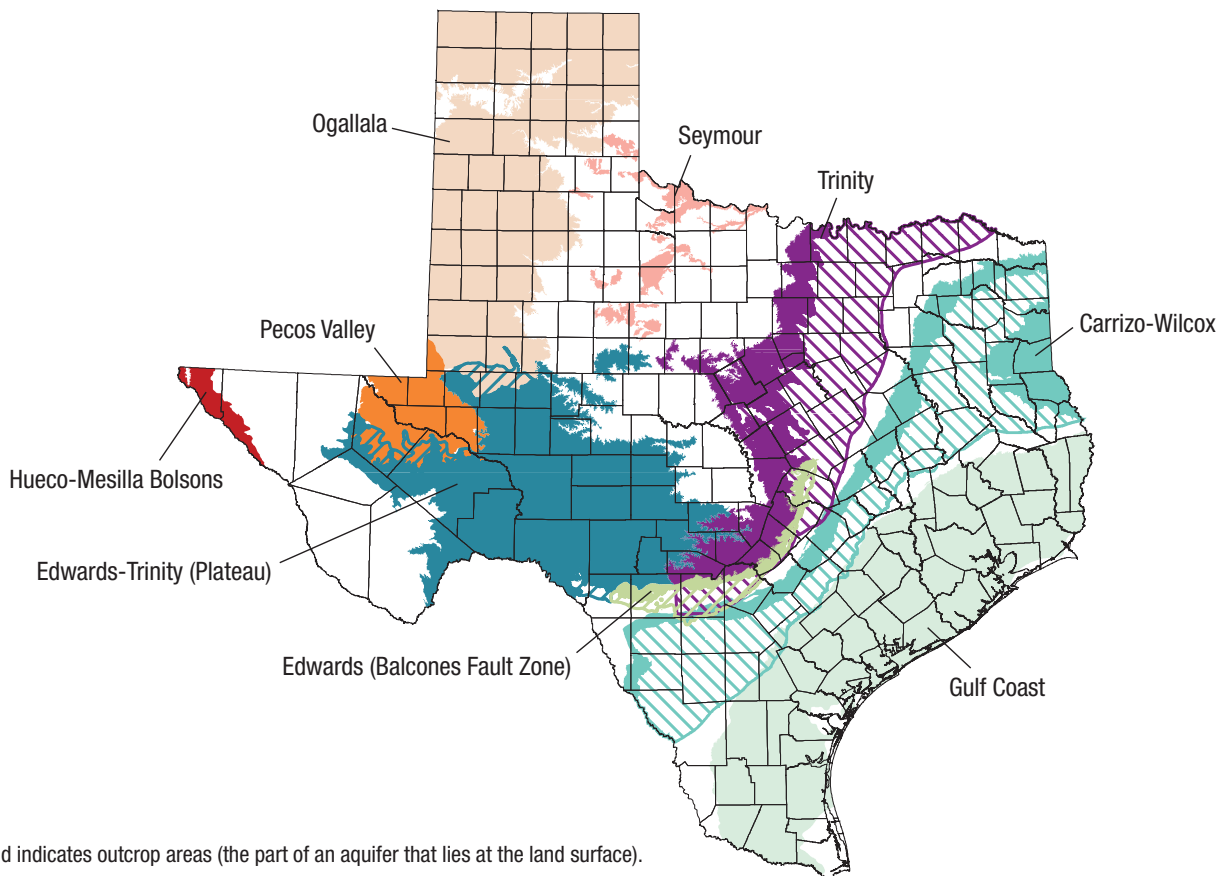 Ogallala
Seymour
Trinity
Pecos Valley
Carrizo-Wilcox
Hueco-Mesilla Bolsons
Edwards-Trinity (Plateau)
Edwards (Balcones Fault Zone)
Gulf Coast
indicates outcrop areas (the part of an aquifer that lies at the land surface).